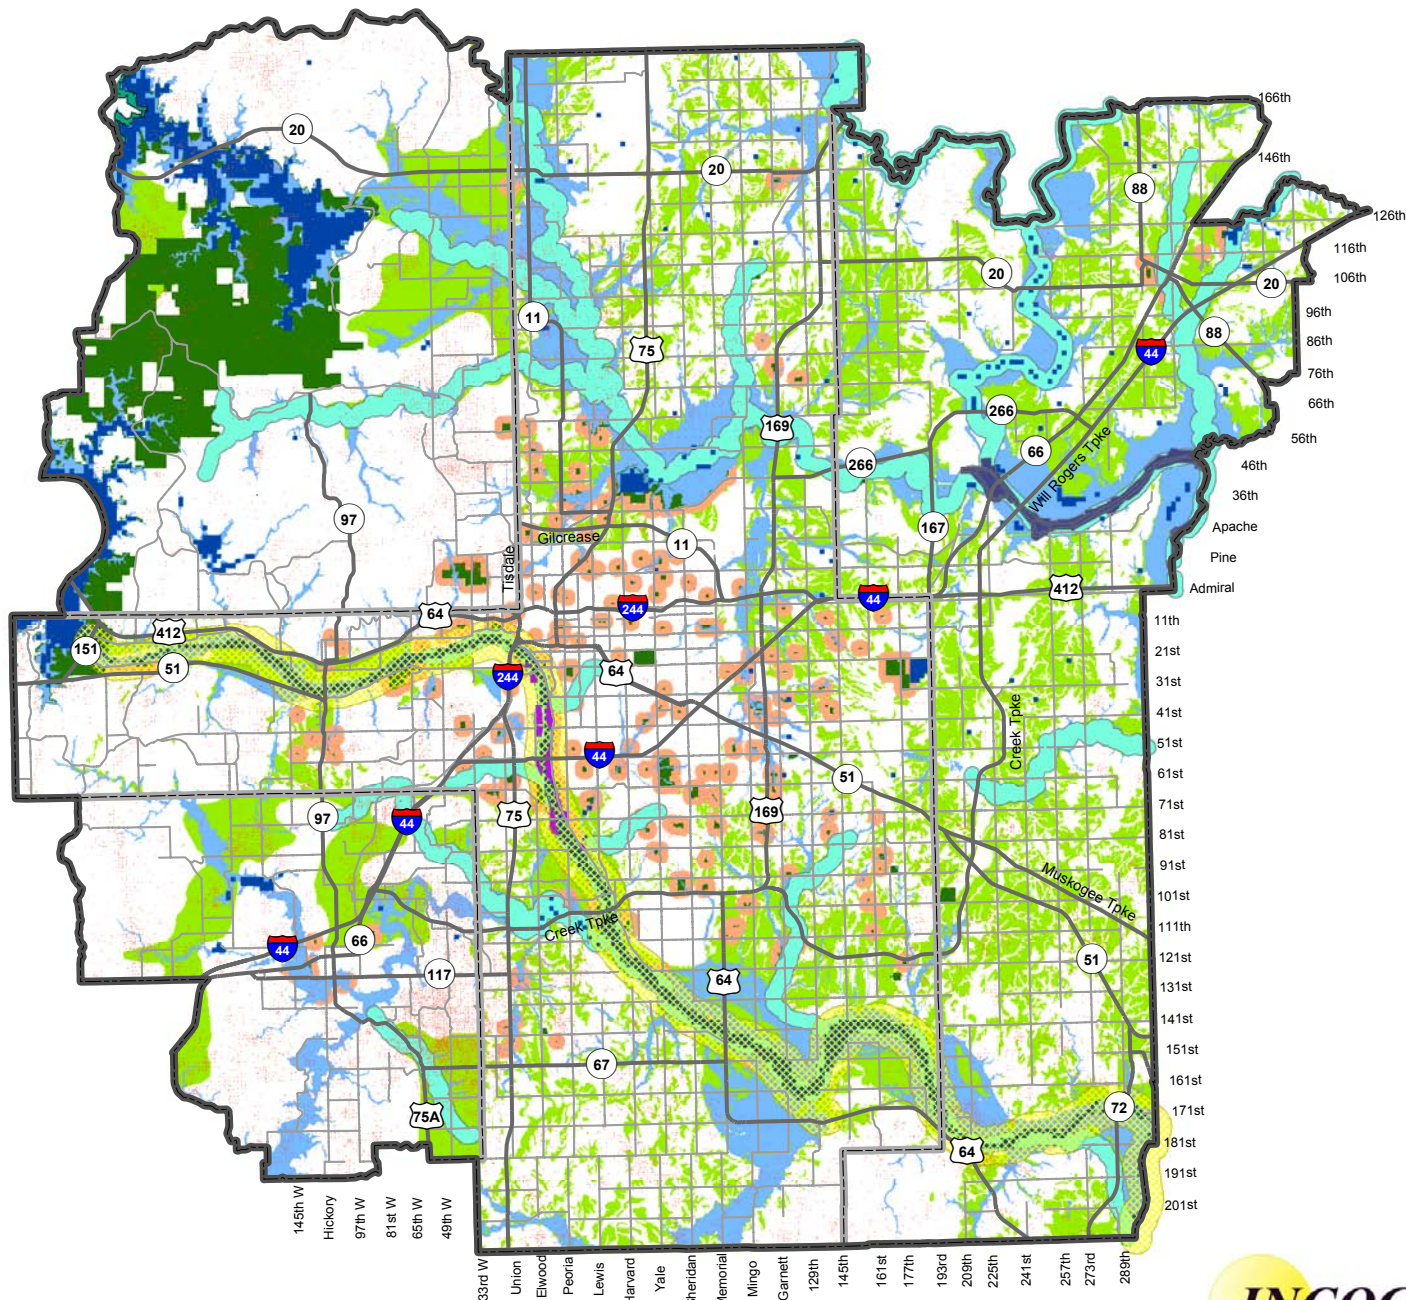 166th
146th
126th
116th
106th
96th
86th
76th
66th
56th
46th
36th
Apache
Pine
Admiral
11th
21st
31st
41st
51st
61st
71st
81st
91st
101st
111th
121st
131st
141st
151st
161st
171st
181st
191st
201st
20
20
88
20
20
88
11
75
44
169
266
266
66
Will Rogers Tpke
97
167
Gilcrease
Tisdale
11
64
244
44
412
412
151
51
244
64
Creek Tpke
44
51
97
44
75
169
Muskogee Tpke
Creek Tpke
44
66
117
64
51
67
75A
72
64
145th W
Hickory
97th W
81st W
65th W
49th W
33rd W
Union
Elwood
Peoria
Lewis
Harvard
Yale
Sheridan
Memorial
Mingo
Garnett
129th
145th
161st
177th
193rd
209th
225th
241st
257th
273rd
289th